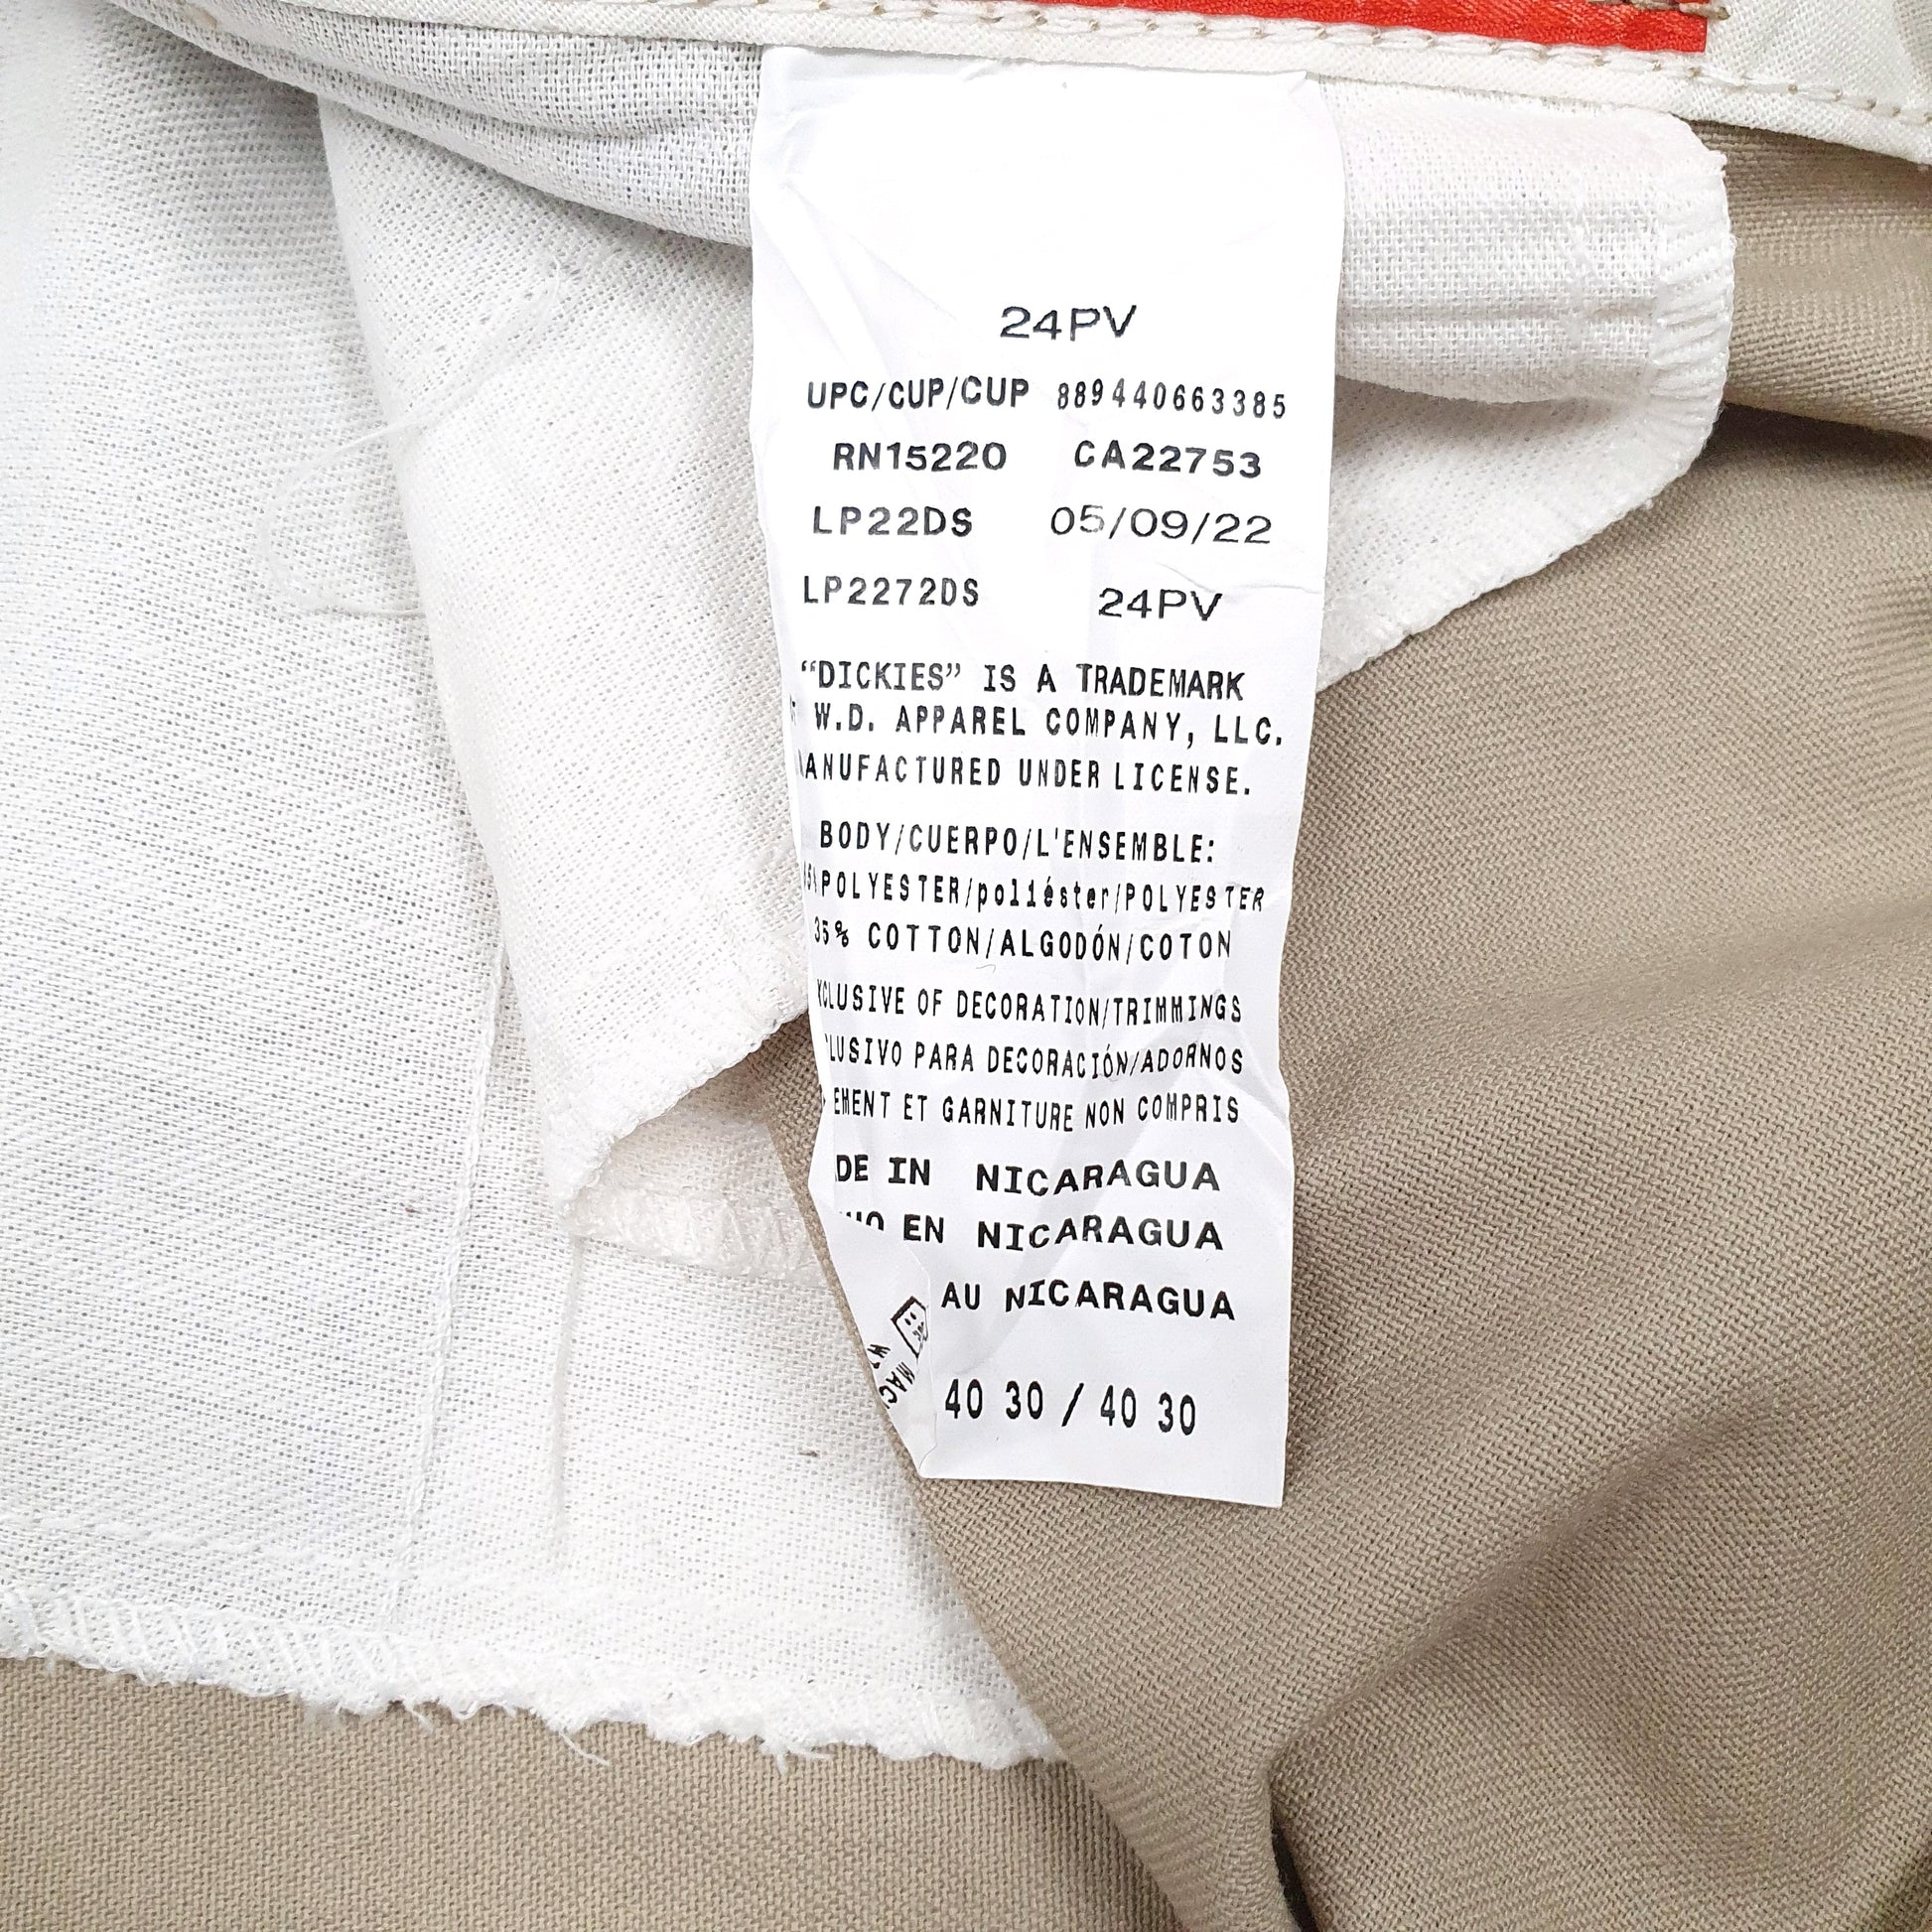 24PV
UPC/CUP/CUP 889440663385
RN15220 CA22753
LP22DS 05/09/22
LP2272DS 24PV
“DICKIES” IS A TRADEMARK
W.D. APPAREL COMPANY, LLC.
MANUFACTURED UNDER LICENSE.
BODY/CUERPO/L'ENSEMBLE:
POLYESTER/poliéster/POLYESTER
35% COTTON/ALGODÓN/COTON
XCLUSIVE OF DECORATION/TRIMMINGS
LUSIVO PARA DECORACIÓN/ADORNOS
EMENT ET GARNITURE NON COMPRIS
DE IN NICARAGUA
EN NICARAGUA
AU NICARAGUA
40 30 / 40 30